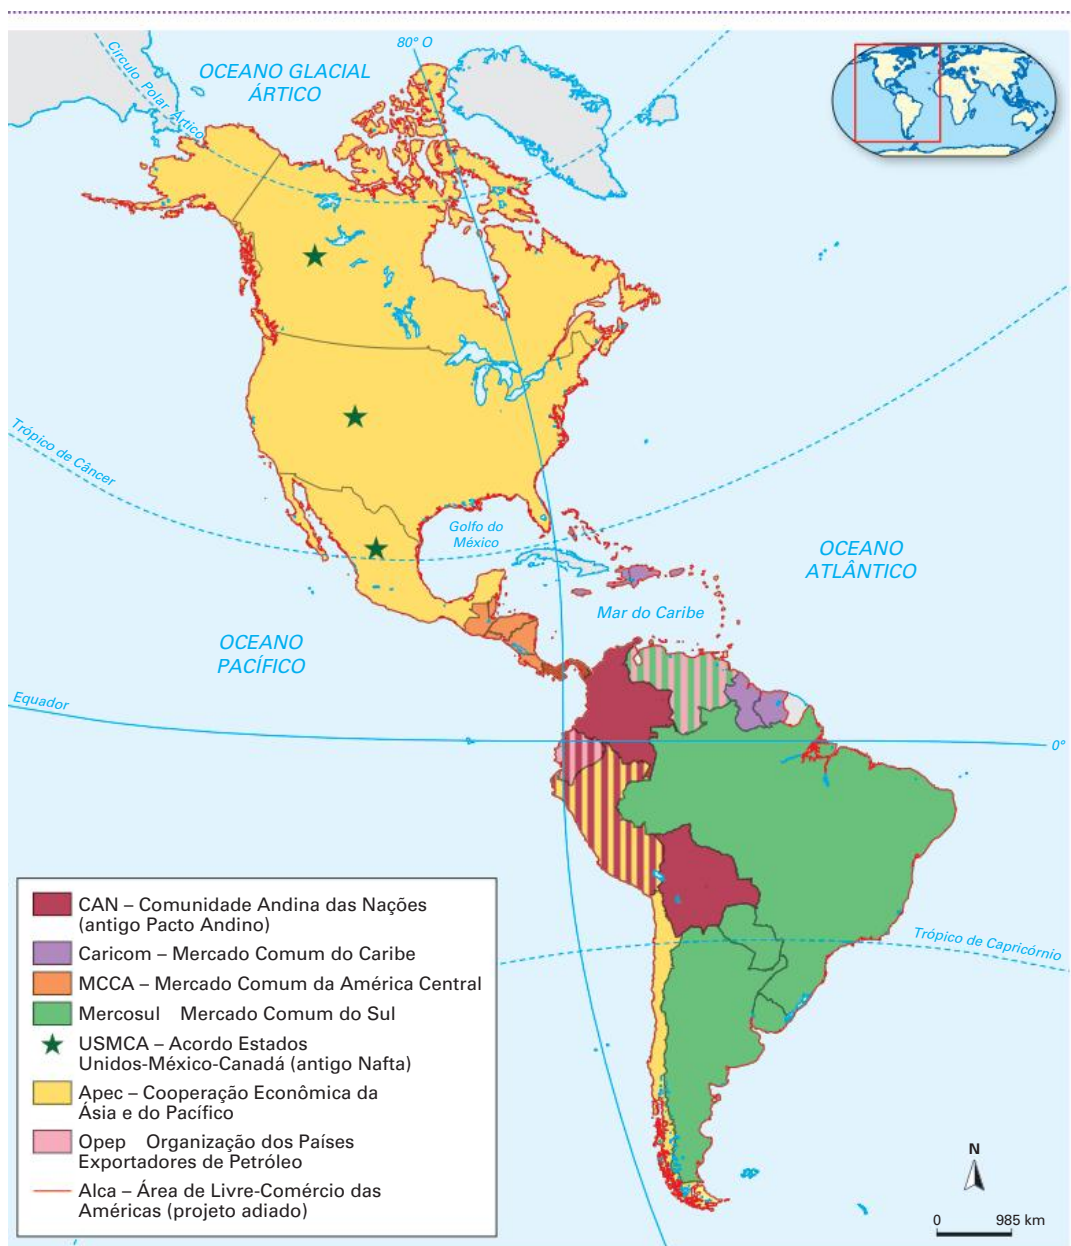 80° O
Círculo Polar Ártico
OCEANO GLACIAL
ÁRTICO
Trópico de Câncer
Golfo do
México
OCEANO
ATLÂNTICO
Mar do Caribe
OCEANO
PACÍFICO
Equador
0°
Trópico de Capricórnio
CAN – Comunidade Andina das Nações
(antigo Pacto Andino)
Caricom – Mercado Comum do Caribe
MCCA – Mercado Comum da América Central
Mercosul Mercado Comum do Sul
USMCA – Acordo Estados
Unidos-México-Canadá (antigo Nafta)
Apec – Cooperação Econômica da
Ásia e do Pacífico
Opep Organização dos Países
Exportadores de Petróleo
Alca – Área de Livre-Comércio das
Américas (projeto adiado)
N
0 985 km